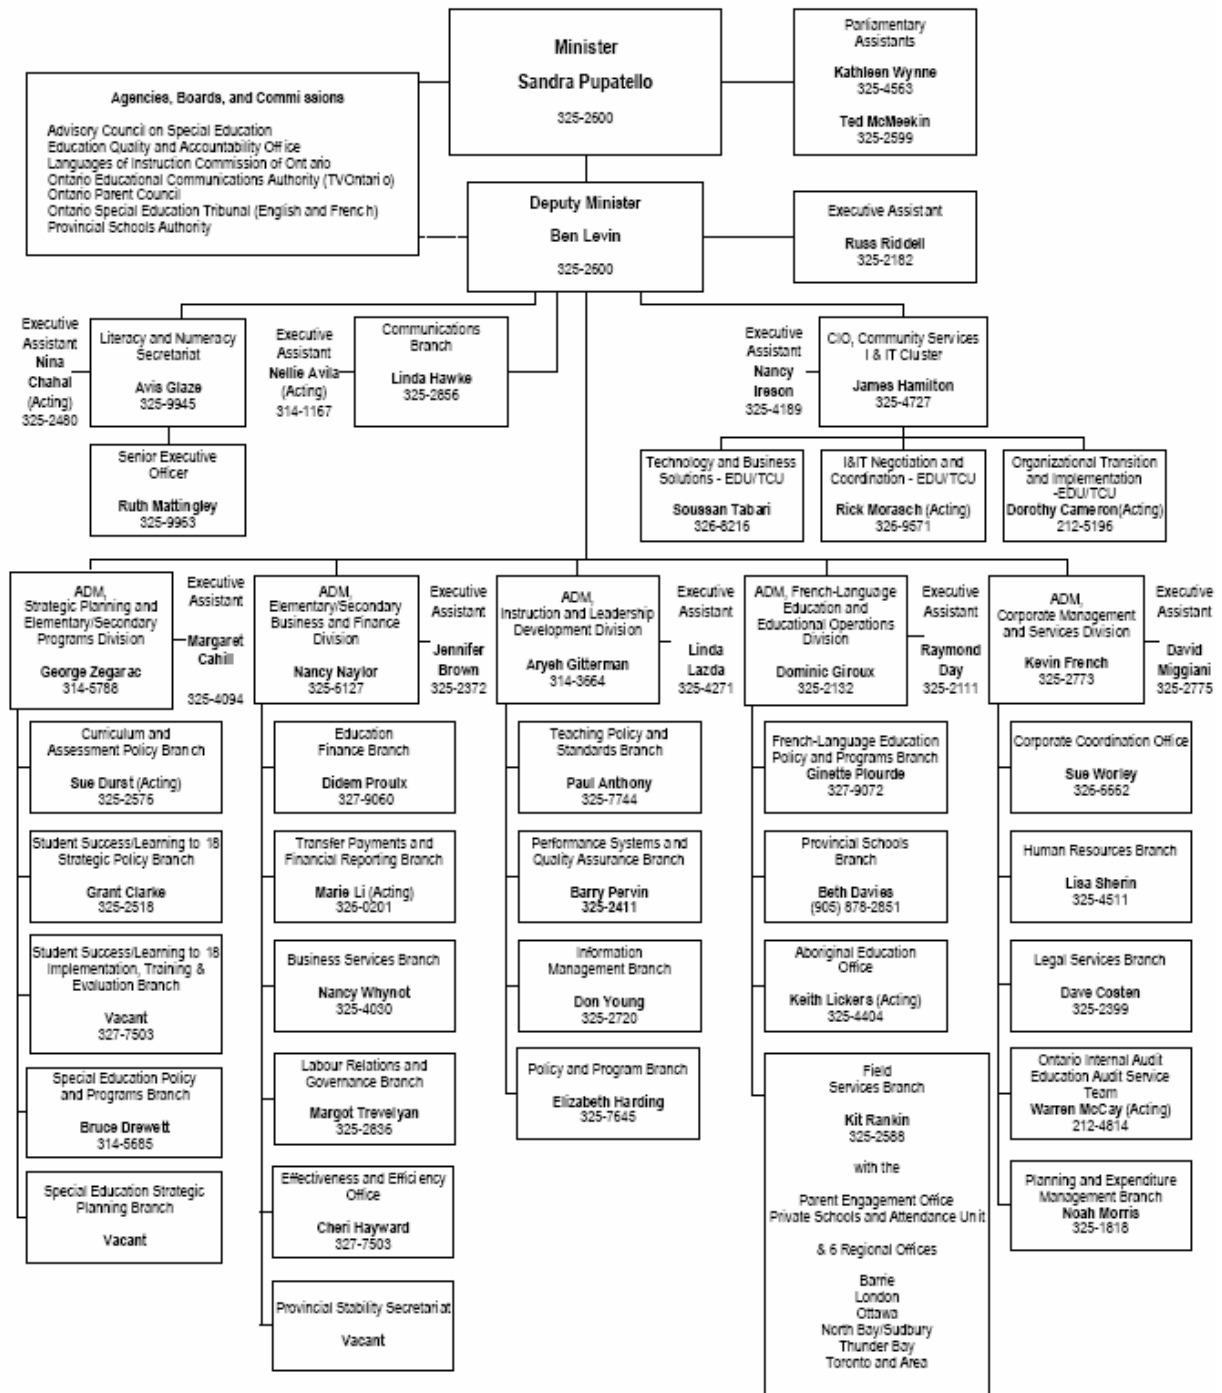 Minister
Sandra Pupatello
325-2600
Parliamentary
Assistants
Kathleen Wynne
325-4563
Ted McMeekin
325-2599
Agencies, Boards, and Commissions
Advisory Council on Special Education
Education Quality and Accountability Office
Languages of Instruction Commission of Ontario
Ontario Educational Communications Authority (TVOntario)
Ontario Parent Council
Ontario Special Education Tribunal (English and French)
Provincial Schools Authority
Deputy Minister
Ben Levin
325-2600
Executive Assistant
Russ Riddell
325-2182
Executive
Assistant
Nina
Chahal
(Acting)
325-2480
Literacy and Numeracy
Secretariat
Avis Glaze
325-9945
Executive
Assistant
Nellie Avila
(Acting)
314-1167
Communications
Branch
Linda Hawke
325-2856
Executive
Assistant
Nancy
Ireson
325-4189
CIO, Community Services
I & IT Cluster
James Hamilton
325-4727
Senior Executive
Officer
Ruth Mattingley
325-9963
Technology and Business
Solutions - EDU/TCU
Soussan Tabari
326-8216
I&IT Negotiation and
Coordination - EDU/TCU
Rick Morasch (Acting)
326-9571
Organizational Transition
and Implementation
-EDU/TCU
Dorothy Cameron(Acting)
212-5196
ADM,
Strategic Planning and
Elementary/Secondary
Programs Division
George Zegarac
314-5788
Executive
Assistant
Margaret
Cahill
325-4094
ADM,
Elementary/Secondary
Business and Finance
Division
Nancy Naylor
325-6127
Executive
Assistant
Jennifer
Brown
325-2372
ADM,
Instruction and Leadership
Development Division
Aryeh Gitterman
314-3664
Executive
Assistant
Linda
Lazda
325-4271
ADM, French-Language
Education and
Educational Operations
Division
Dominic Giroux
325-2132
Executive
Assistant
Raymond
Day
325-2111
ADM,
Corporate Management
and Services Division
Kevin French
325-2773
Executive
Assistant
David
Miggiani
325-2775
Curriculum and
Assessment Policy Branch
Sue Durst (Acting)
325-2576
Student Success/Learning to 18
Strategic Policy Branch
Grant Clarke
325-2518
Student Success/Learning to 18
Implementation, Training &
Evaluation Branch
Vacant
327-7503
Special Education Policy
and Programs Branch
Bruce Drewett
314-5685
Special Education Strategic
Planning Branch
Vacant
Education
Finance Branch
Didem Proulx
327-9060
Transfer Payments and
Financial Reporting Branch
Marie Li (Acting)
326-0201
Business Services Branch
Nancy Whynot
325-4030
Labour Relations and
Governance Branch
Margot Trevelyan
325-2836
Effectiveness and Efficiency
Office
Cheri Hayward
327-7503
Provincial Stability Secretariat
Vacant
Teaching Policy and
Standards Branch
Paul Anthony
325-7744
Performance Systems and
Quality Assurance Branch
Barry Pervin
325-2411
Information
Management Branch
Don Young
325-2720
Policy and Program Branch
Elizabeth Harding
325-7645
French-Language Education
Policy and Programs Branch
Ginette Plourde
327-9072
Provincial Schools
Branch
Beth Davies
(905) 878-2851
Aboriginal Education
Office
Keith Lickers (Acting)
325-4404
Field
Services Branch
Kit Rankin
325-2588
with the
Parent Engagement Office
Private Schools and Attendance Unit
& 6 Regional Offices
Barrie
London
Ottawa
North Bay/Sudbury
Thunder Bay
Toronto and Area
Corporate Coordination Office
Sue Worley
326-6662
Human Resources Branch
Lisa Sherin
325-4511
Legal Services Branch
Dave Costen
325-2399
Ontario Internal Audit
Education Audit Service
Team
Warren McCay (Acting)
212-4814
Planning and Expenditure
Management Branch
Noah Morris
325-1818